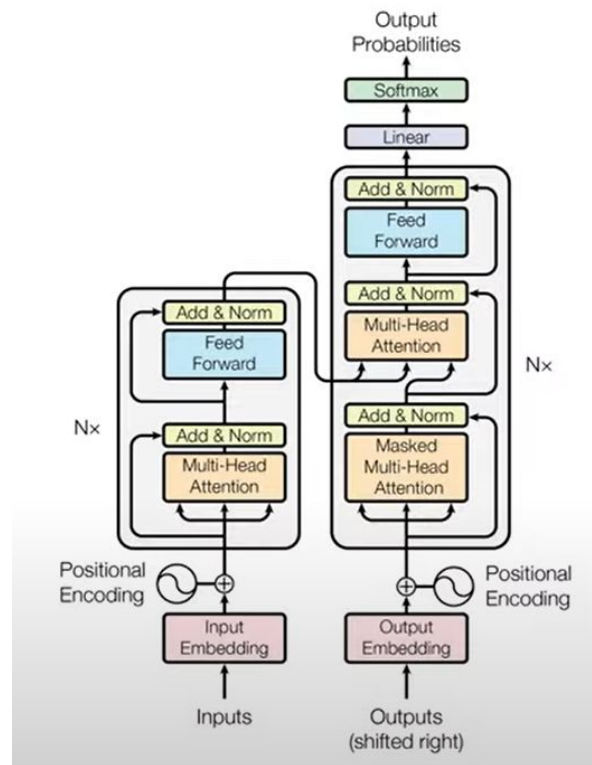 Output
Probabilities
Softmax
Linear
Add & Norm
Feed
Forward
Add & Norm
Multi-Head
Attention
Nx
Add & Norm
Masked
Multi-Head
Attention
Add & Norm
Feed
Forward
Nx
Add & Norm
Multi-Head
Attention
Positional
Encoding
Positional
Encoding
Input
Embedding
Output
Embedding
Inputs
Outputs
(shifted right)